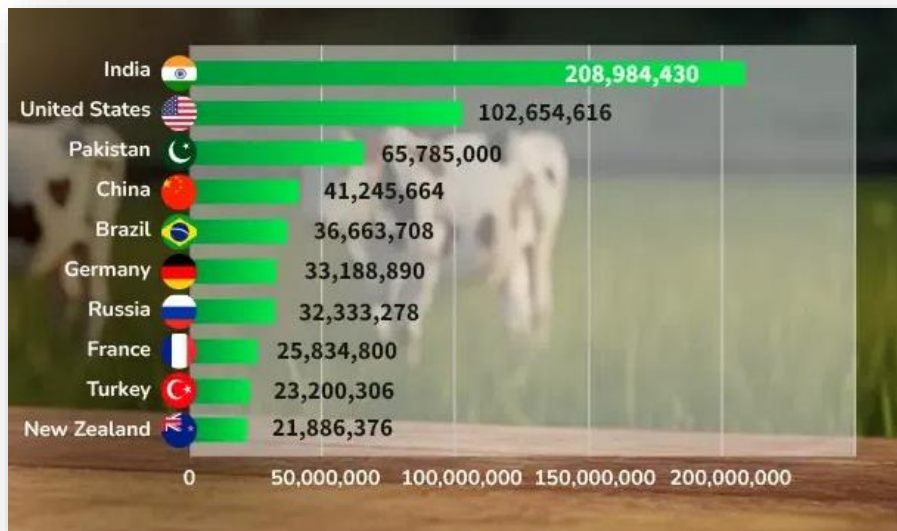 India 208,984,430
United States 102,654,616
Pakistan 65,785,000
China 41,245,664
Brazil 36,663,708
Germany 33,188,890
Russia 32,333,278
France 25,834,800
Turkey 23,200,306
New Zealand 21,886,376
0 50,000,000 100,000,000 150,000,000 200,000,000